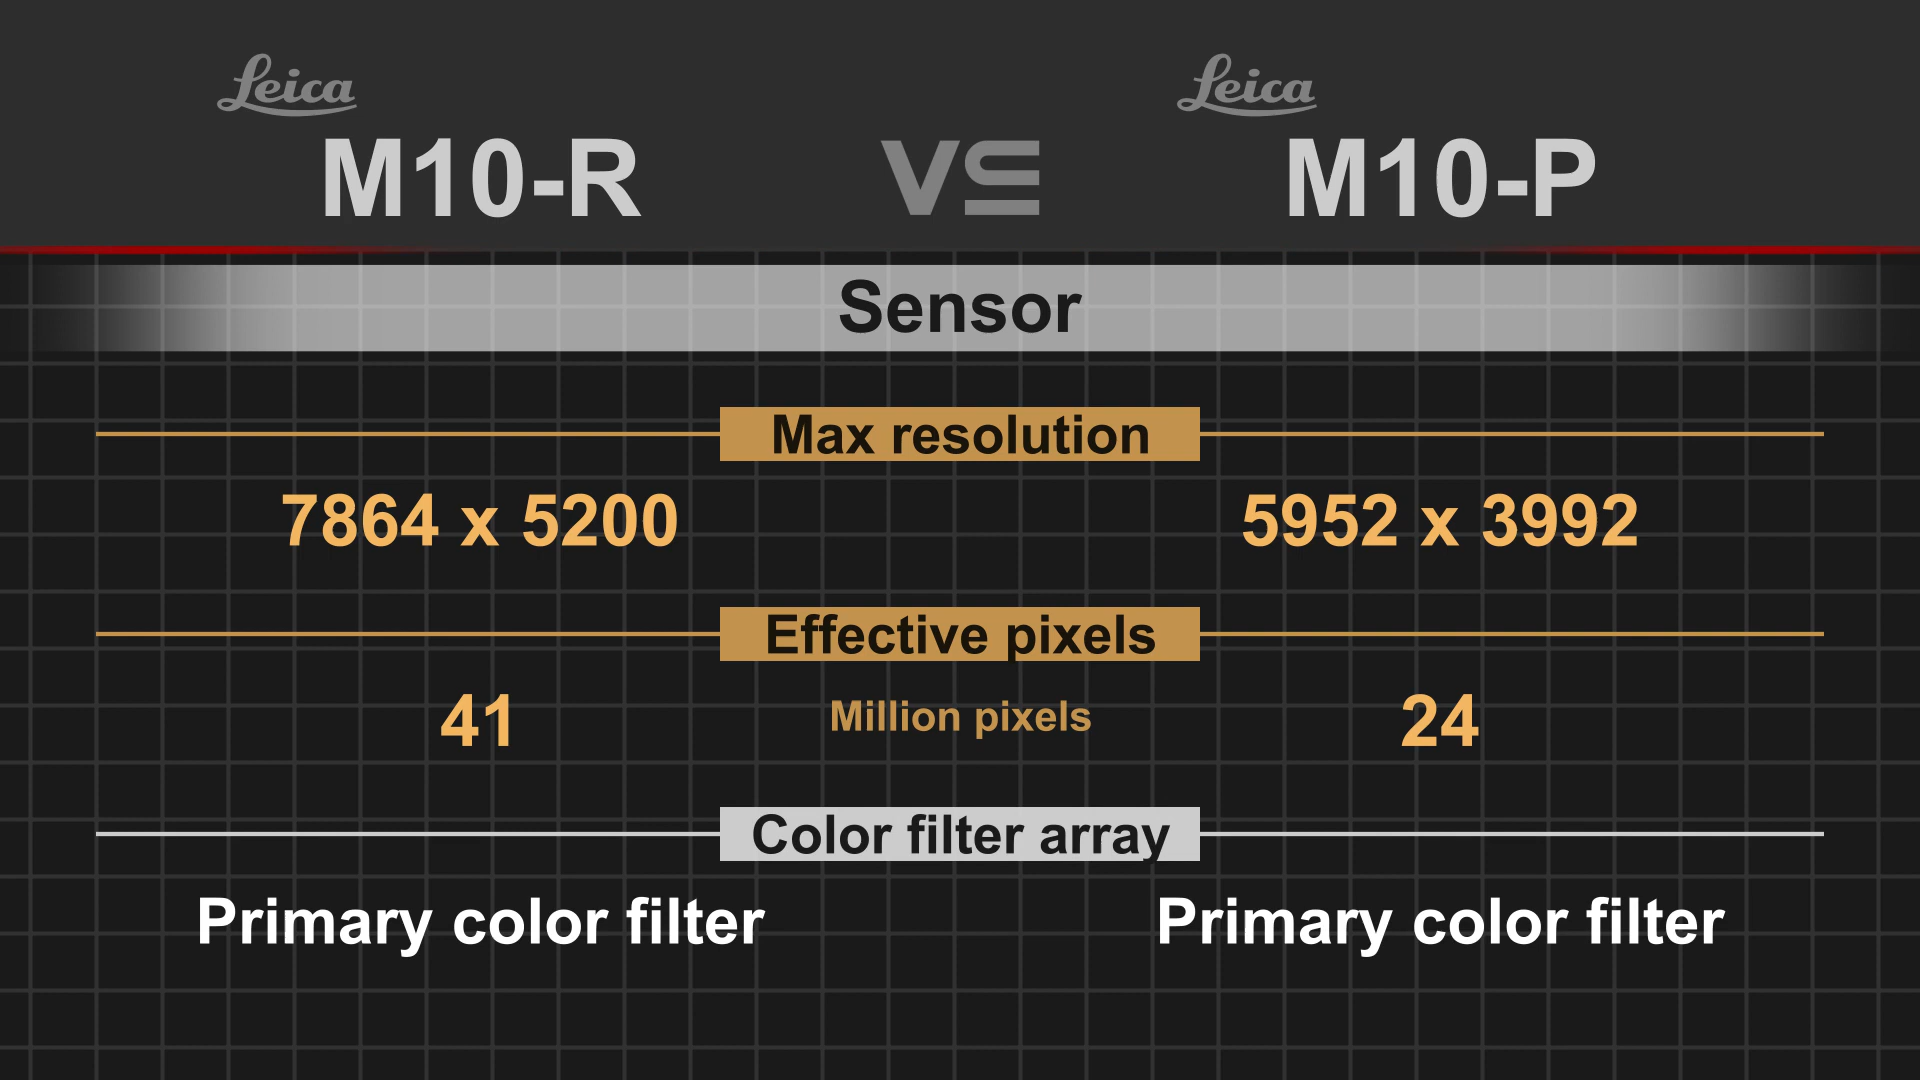 Leica Leica
M10-R VS M10-P
Sensor
Max resolution
7864 x 5200 5952 x 3992
Effective pixels
41 Million pixels 24
Color filter array
Primary color filter Primary color filter